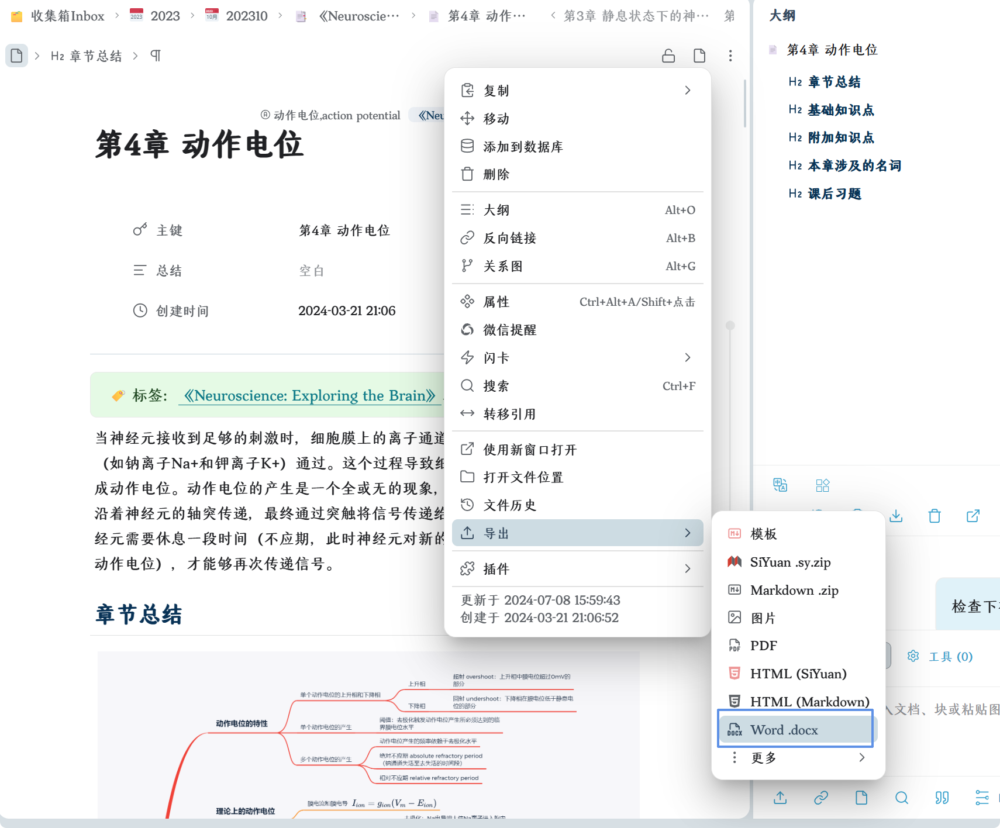 收集箱Inbox
2023
202310
《Neuroscie···
第4章 动作···
第3章 静息状态下的神···
第
H2 章节总结
动作电位,action potential
《Neu
第4章 动作电位
主键
第4章 动作电位
总结
空白
创建时间
2024-03-21 21:06
标签:
《Neuroscience: Exploring the Brain》
当神经元接收到足够的刺激时，细胞膜上的离子通道
（如钠离子Na+和钾离子K+）通过。这个过程导致细
成动作电位。动作电位的产生是一个全或无的现象，
沿着神经元的轴突传递，最终通过突触将信号传递给
经元需要休息一段时间（不应期，此时神经元对新的
动作电位），才能够再次传递信号。
章节总结
动作电位的特性
单个动作电位的上升相和下降相
上升相
超射 overshoot：上升相中膜电位超过0mV的
部分
下降相
回射 undershoot：下降相在膜电位低于静息电
位的部分
单个动作电位的产生
阈值：去极化触发动作电位产生所必须达到的临
界膜电位水平
多个动作电位的产生
动作电位产生的频率依赖于去极化水平
绝对不应期 absolute refractory period
（钠通道失活至去失活的时间段）
相对不应期 relative refractory period
理论上的动作电位
膜电流和膜电导 I_ion = g_ion(V_m − E_ion)
复制
移动
添加到数据库
删除
大纲 Alt+O
反向链接 Alt+B
关系图 Alt+G
属性 Ctrl+Alt+A/Shift+点击
微信提醒
闪卡
搜索 Ctrl+F
转移引用
使用新窗口打开
打开文件位置
文件历史
导出
插件
更新于 2024-07-08 15:59:43
创建于 2024-03-21 21:06:52
模板
SiYuan .sy.zip
Markdown .zip
图片
PDF
HTML (SiYuan)
HTML (Markdown)
Word .docx
更多
大纲
第4章 动作电位
H2 章节总结
H2 基础知识点
H2 附加知识点
H2 本章涉及的名词
H2 课后习题
检查下
工具 (0)
入文档、块或粘贴图